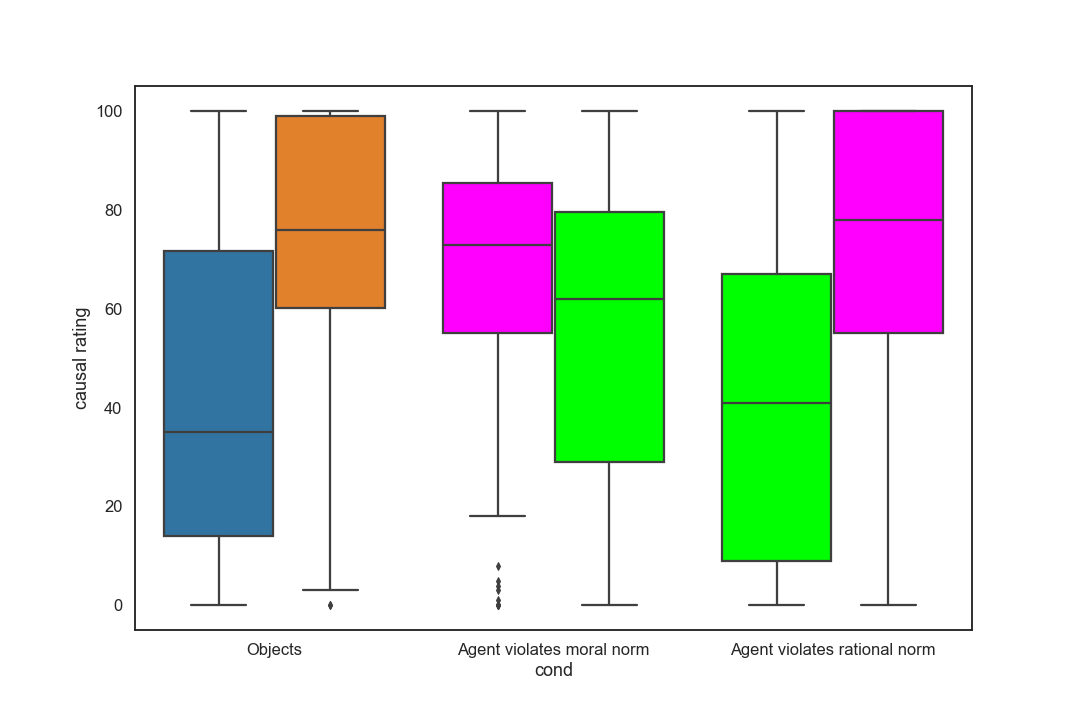 causal rating
100
80
60
40
20
0
Objects
Agent violates moral norm
Agent violates rational norm
cond